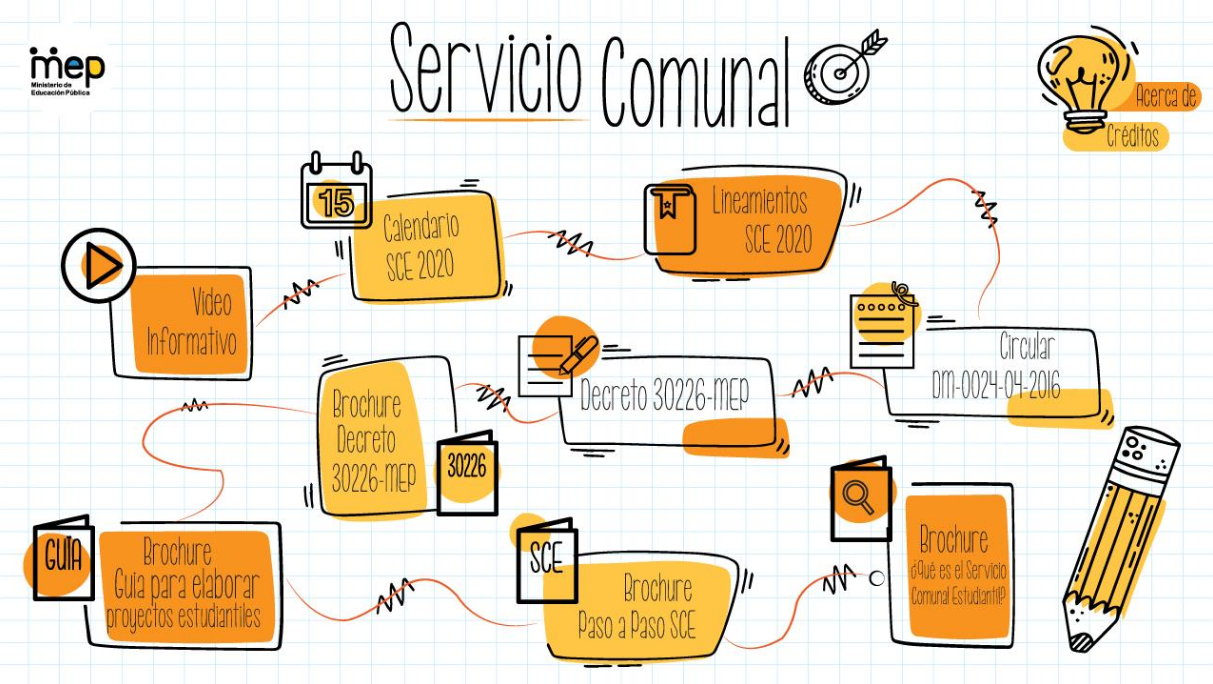 mep
Ministerio de
Educación Pública
Servicio Comunal
Acerca de
Créditos
Video
Informativo
15
Calendario
SCE 2020
Lineamientos
SCE 2020
Circular
DM-0024-04-2016
Decreto 30226-MEP
Brochure
Decreto
30226-MEP
30226
GUÍA
Brochure
Guía para elaborar
proyectos estudiantiles
SCE
Brochure
Paso a Paso SCE
Brochure
¿Qué es el Servicio
Comunal Estudiantil?